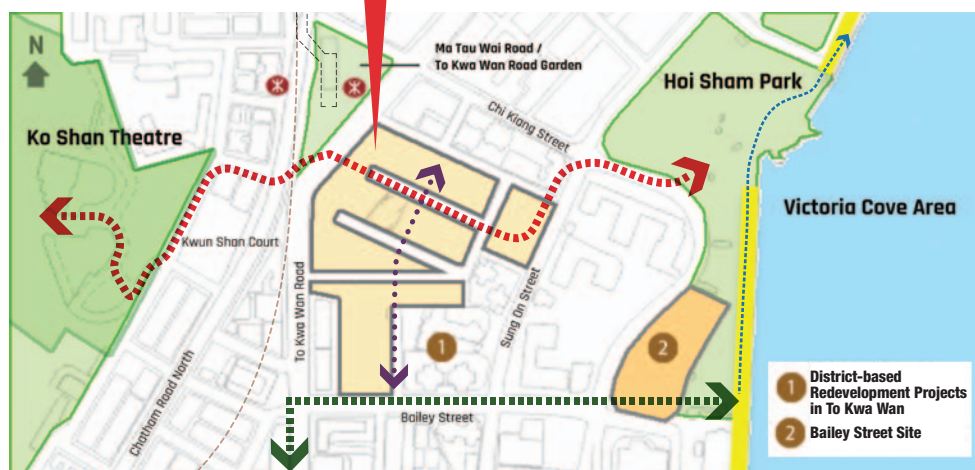 N
Ma Tau Wai Road /
To Kwa Wan Road Garden
Hoi Sham Park
Chi Kiang Street
Ko Shan Theatre
Victoria Cove Area
Kwun Shan Court
To Kwa Wan Road
Sung On Street
Chatham Road North
1
2
Bailey Street
1 District-based
Redevelopment Projects
in To Kwa Wan
2 Bailey Street Site